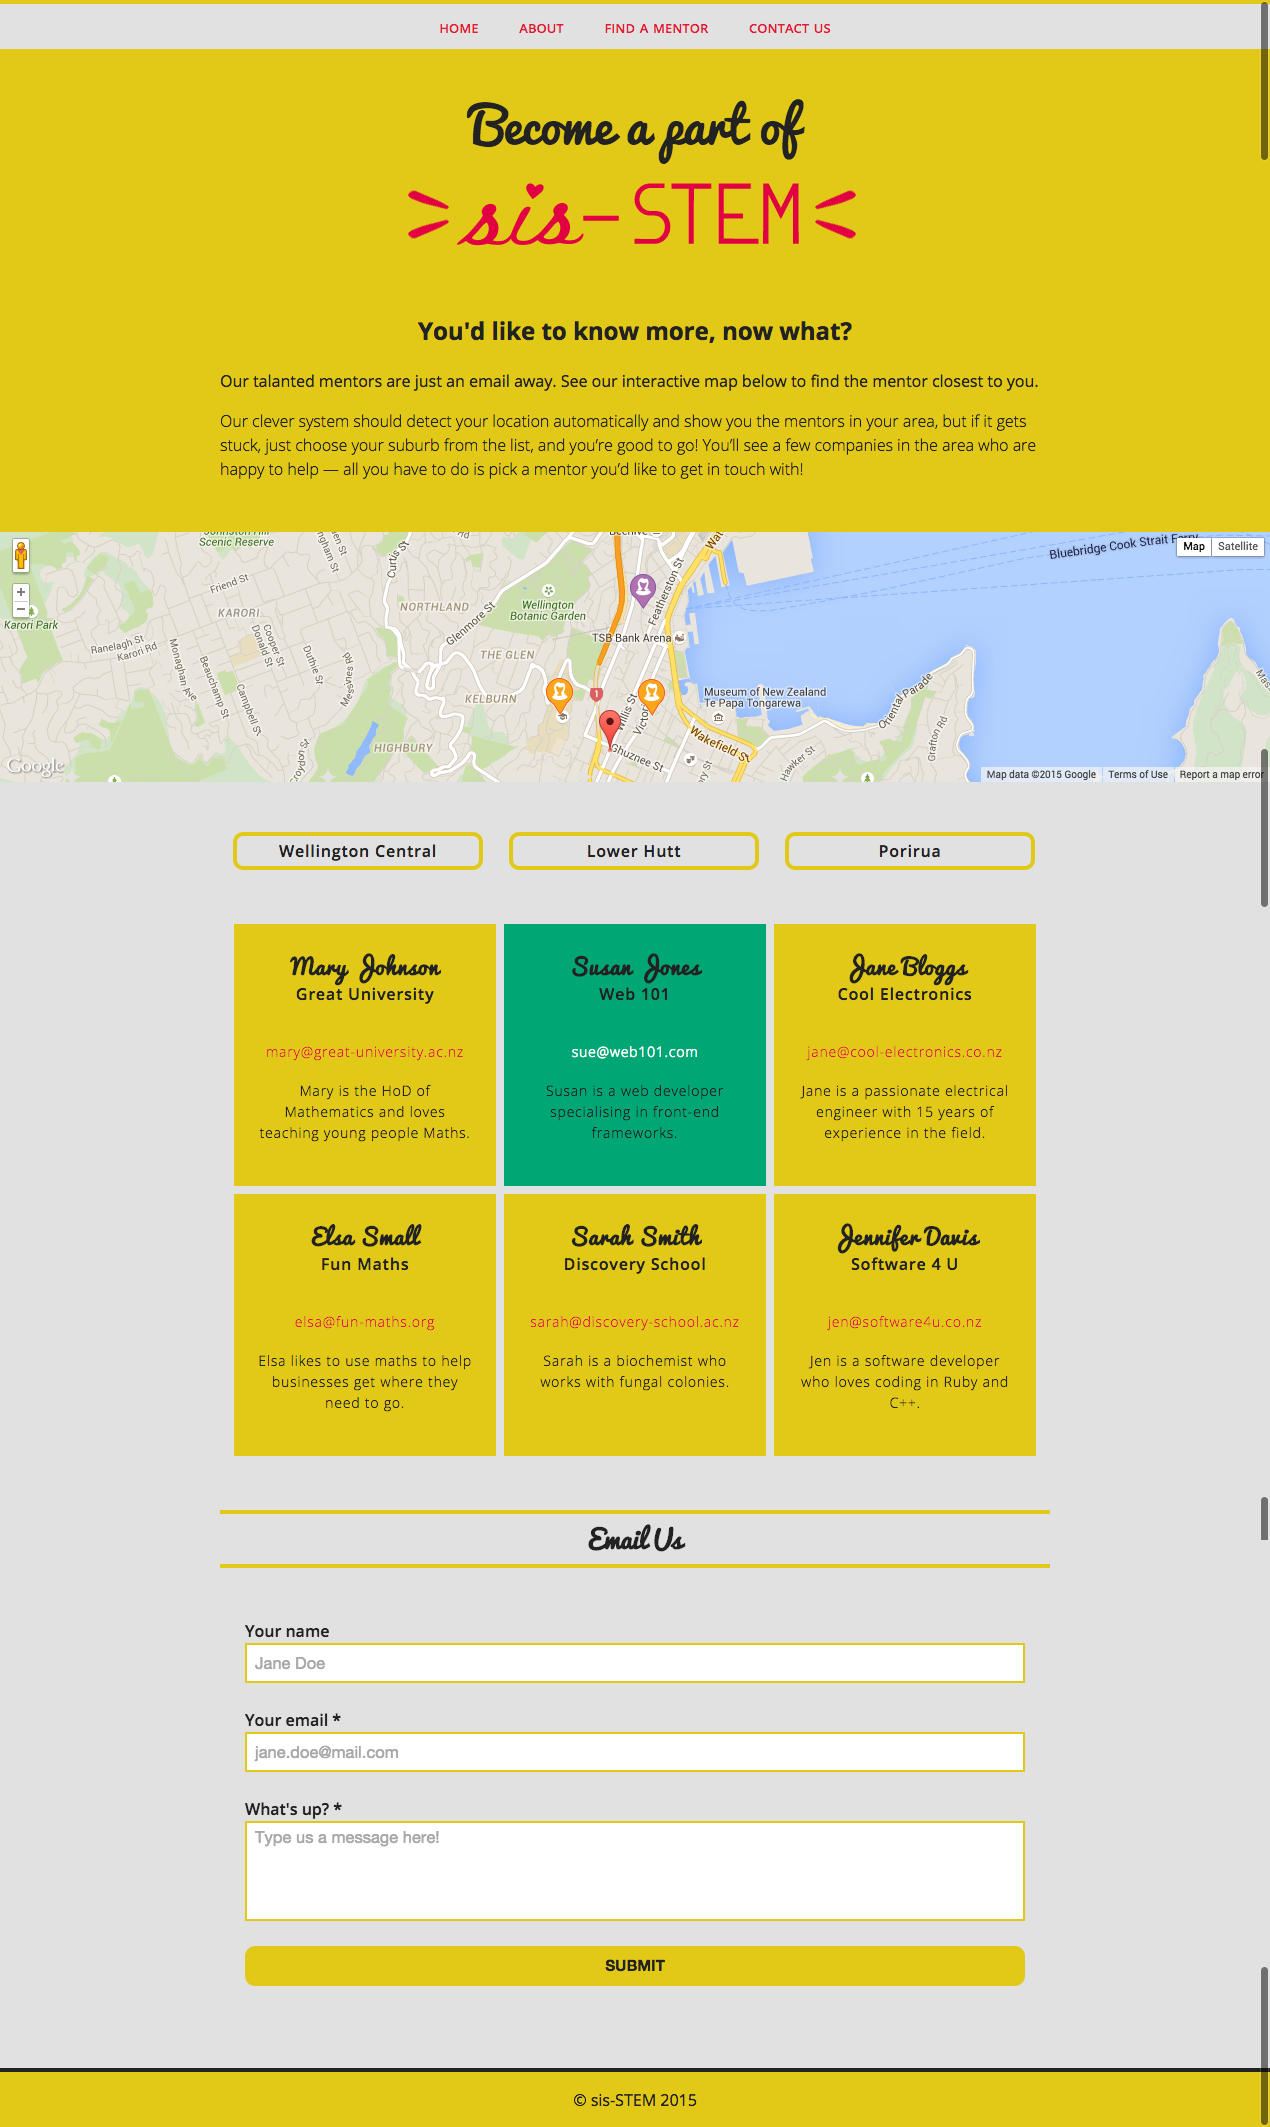 HOME ABOUT FIND A MENTOR CONTACT US
Become a part of
sis-STEM
You'd like to know more, now what?
Our talanted mentors are just an email away. See our interactive map below to find the mentor closest to you.
Our clever system should detect your location automatically and show you the mentors in your area, but if it gets
stuck, just choose your suburb from the list, and you're good to go! You'll see a few companies in the area who are
happy to help — all you have to do is pick a mentor you'd like to get in touch with!
Scenic Reserve
Curtis St
Friend St
KARORI
Karori Park
Ranelagh St
Karori Rd
Monaghan Ave
Beauchamp St
Campbell St
Cooper St
Donald St
Duthie St
Messines Rd
NORTHLAND
Glenmore St
THE GLEN
KELBURN
HIGHBURY
Wellington
Botanic Garden
Featherston St
TSB Bank Arena
1
Willis St
Ghuznee St
Wakefield St
Museum of New Zealand
Te Papa Tongarewa
Hawker St
Oriental Parade
Grafton Rd
Bluebridge Cook Strait Ferry
Map Satellite
+
−
Google
Map data ©2015 Google Terms of Use Report a map error
Wellington Central Lower Hutt Porirua
Mary Johnson
Great University
mary@great-university.ac.nz
Mary is the HoD of
Mathematics and loves
teaching young people Maths.
Susan Jones
Web 101
sue@web101.com
Susan is a web developer
specialising in front-end
frameworks.
Jane Bloggs
Cool Electronics
jane@cool-electronics.co.nz
Jane is a passionate electrical
engineer with 15 years of
experience in the field.
Elsa Small
Fun Maths
elsa@fun-maths.org
Elsa likes to use maths to help
businesses get where they
need to go.
Sarah Smith
Discovery School
sarah@discovery-school.ac.nz
Sarah is a biochemist who
works with fungal colonies.
Jennifer Davis
Software 4 U
jen@software4u.co.nz
Jen is a software developer
who loves coding in Ruby and
C++.
Email Us
Your name
Jane Doe
Your email *
jane.doe@mail.com
What's up? *
Type us a message here!
SUBMIT
© sis-STEM 2015